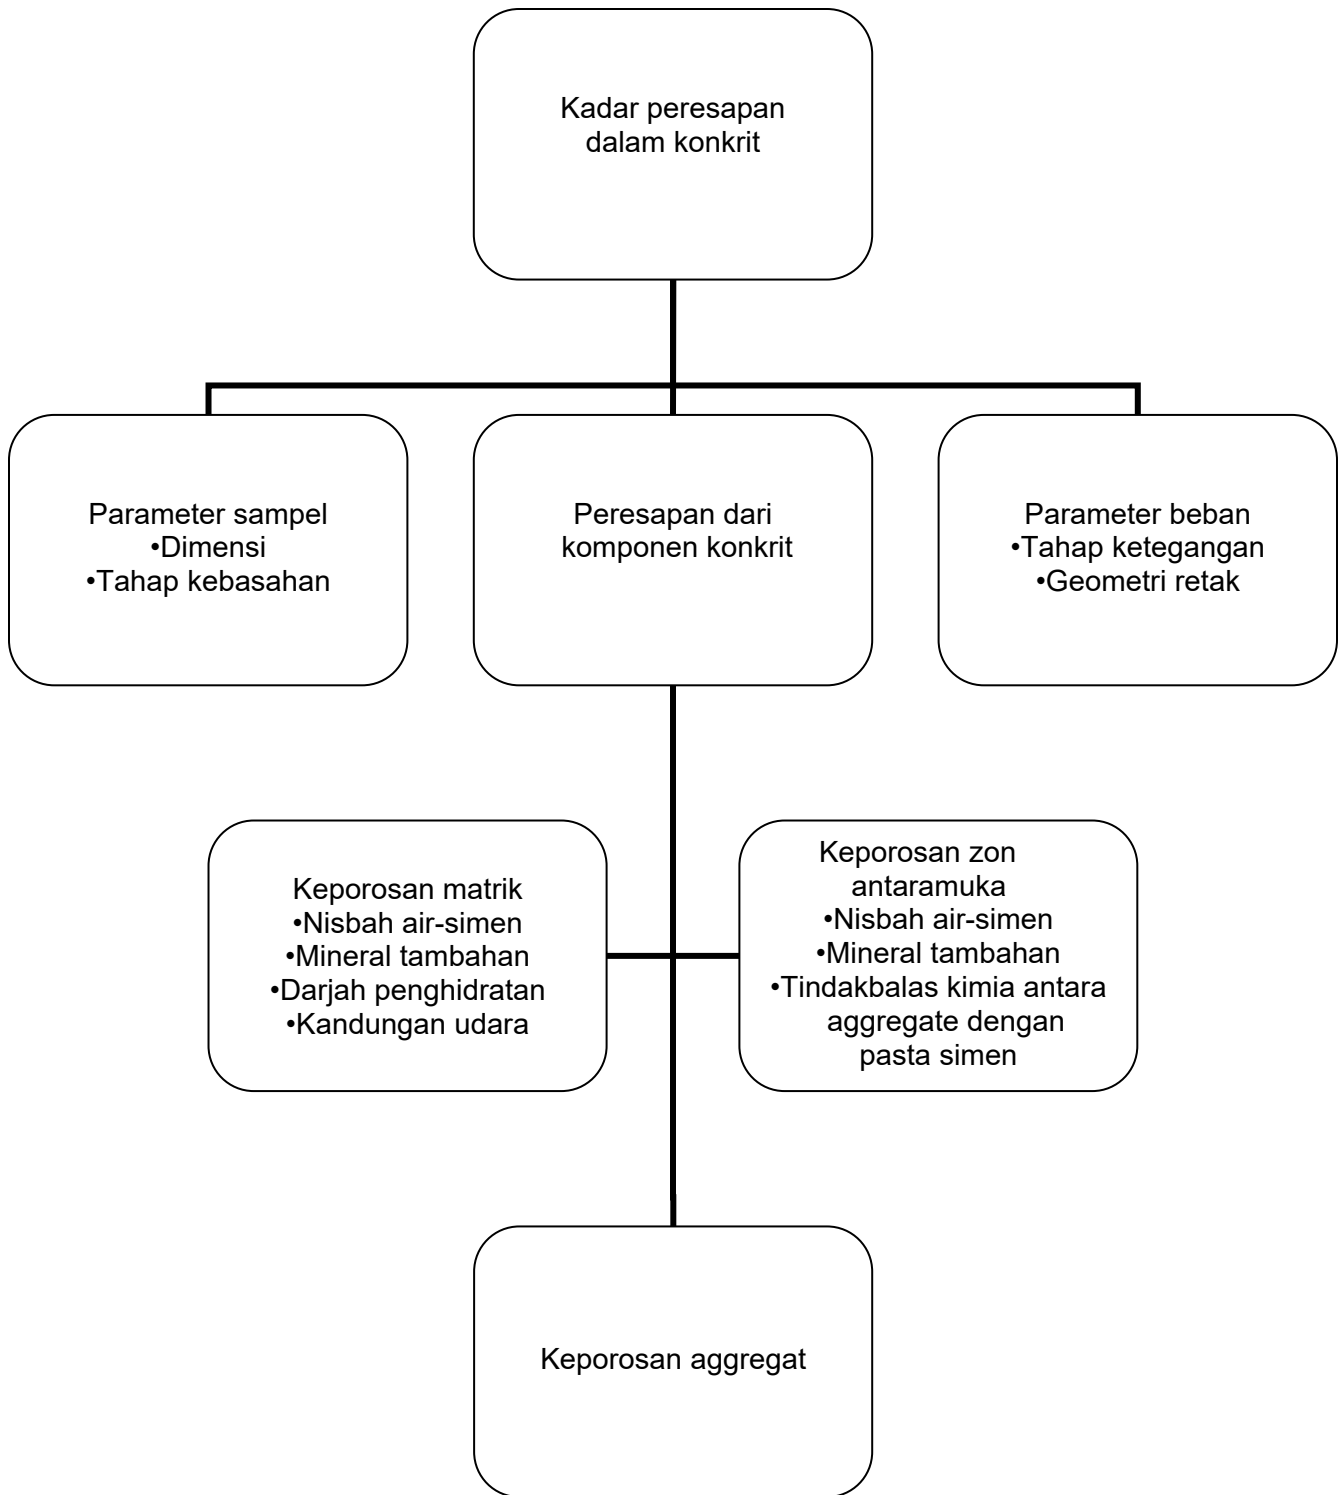 Kadar peresapan
dalam konkrit
Parameter sampel
•Dimensi
•Tahap kebasahan
Peresapan dari
komponen konkrit
Parameter beban
•Tahap ketegangan
•Geometri retak
Keporosan matrik
•Nisbah air-simen
•Mineral tambahan
•Darjah penghidratan
•Kandungan udara
Keporosan zon
antaramuka
•Nisbah air-simen
•Mineral tambahan
•Tindakbalas kimia antara
aggregate dengan
pasta simen
Keporosan aggregat